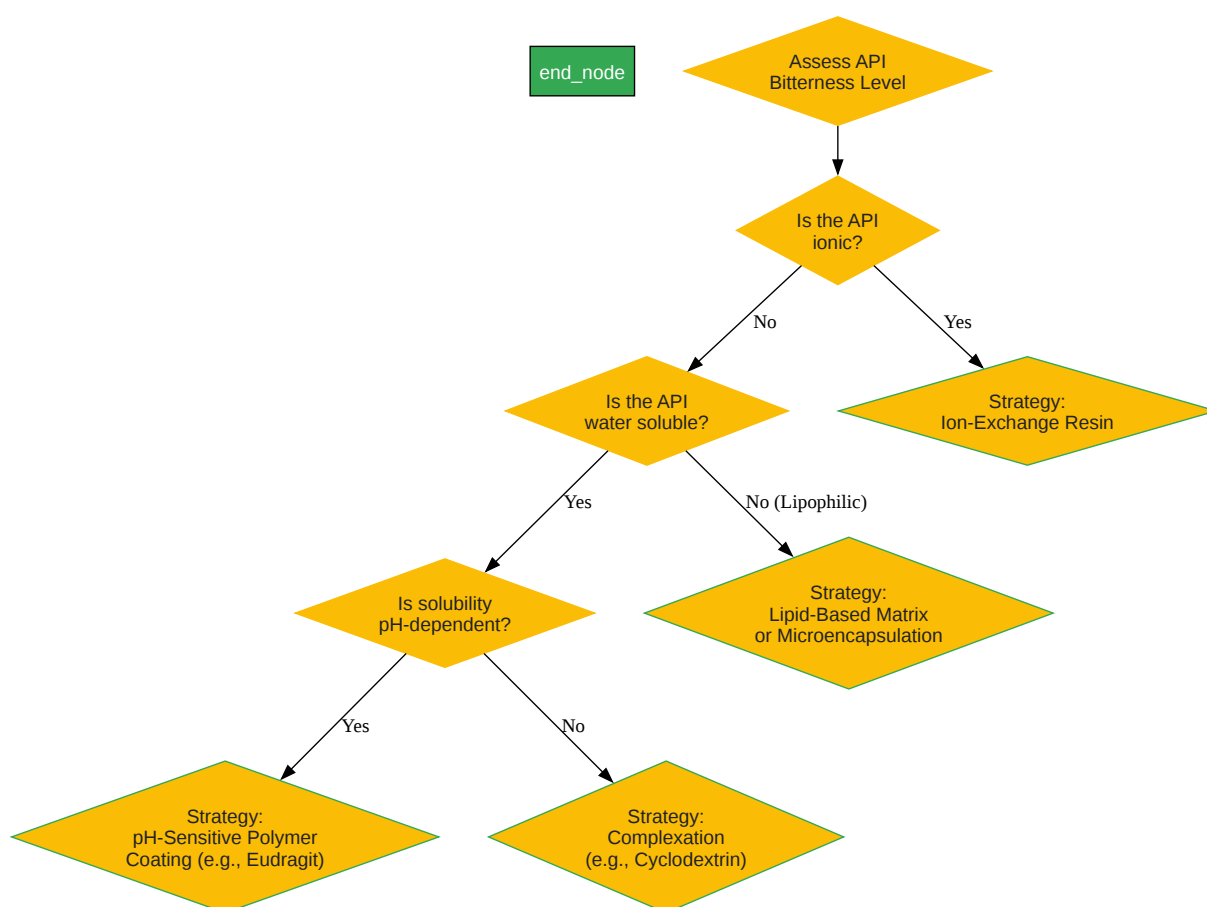 end_node
Assess API
Bitterness Level
Is the API
ionic?
No
Yes
Is the API
water soluble?
Strategy:
Ion-Exchange Resin
Yes
No (Lipophilic)
Is solubility
pH-dependent?
Strategy:
Lipid-Based Matrix
or Microencapsulation
Yes
No
Strategy:
pH-Sensitive Polymer
Coating (e.g., Eudragit)
Strategy:
Complexation
(e.g., Cyclodextrin)